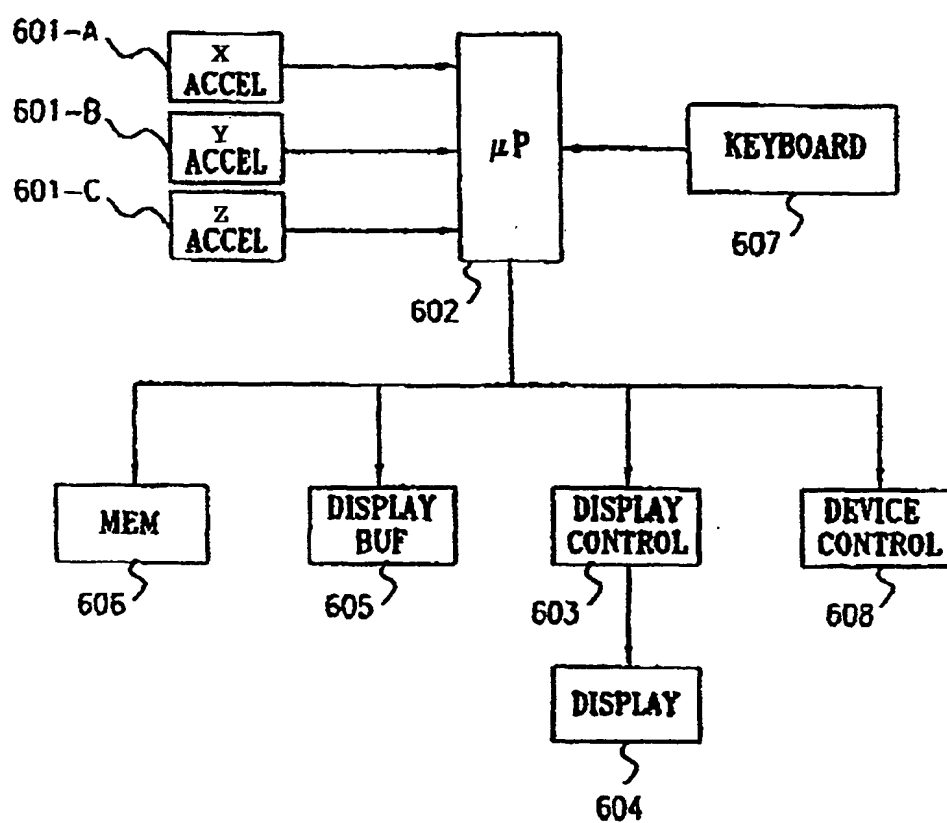 601-A
X
ACCEL
601-B
Y
ACCEL
601-C
Z
ACCEL
μP
602
KEYBOARD
607
MEM
606
DISPLAY
BUF
605
DISPLAY
CONTROL
603
DEVICE
CONTROL
608
DISPLAY
604